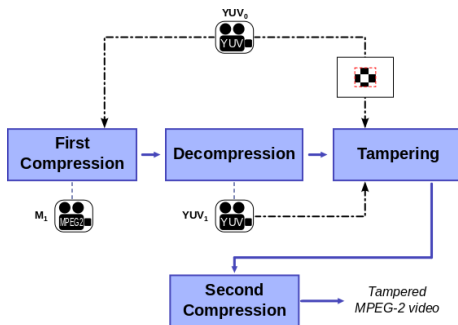 YUV₀
YUV
First
Compression
Decompression
Tampering
M₁
MPEG2
YUV₁
YUV
Second
Compression
Tampered
MPEG-2 video